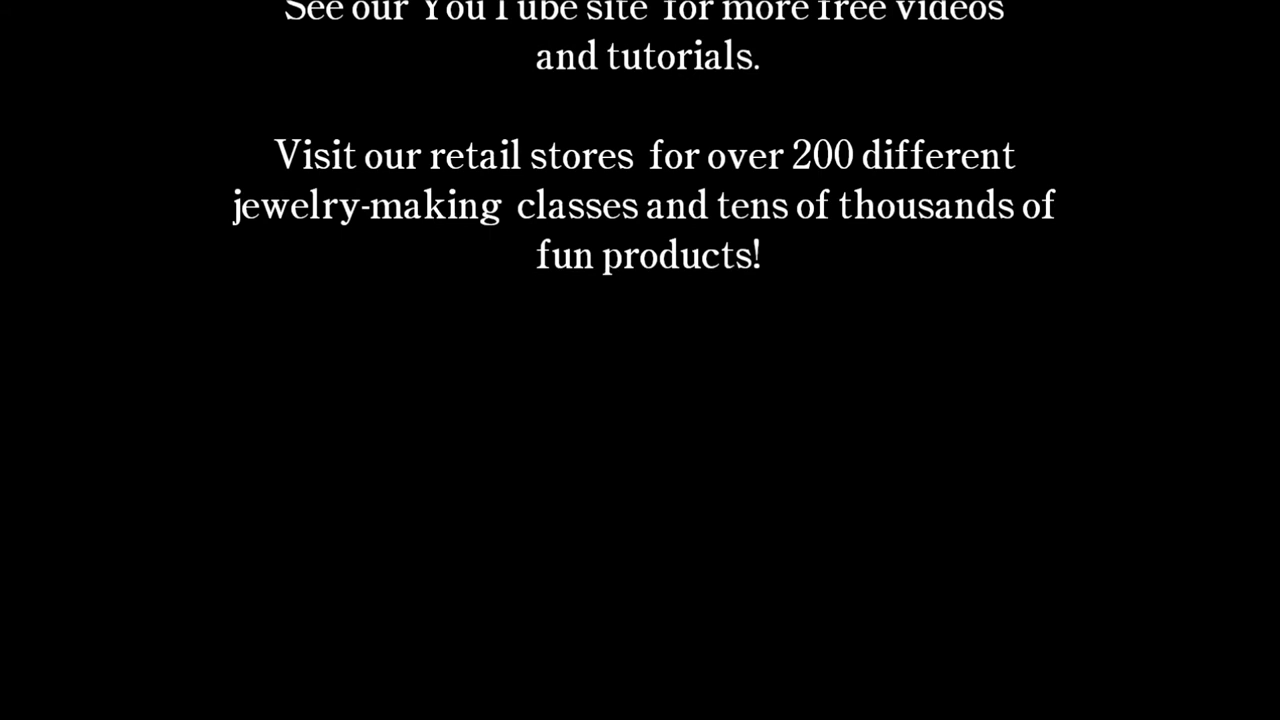 See our YouTube site for more free videos
and tutorials.
Visit our retail stores for over 200 different
jewelry-making classes and tens of thousands of
fun products!